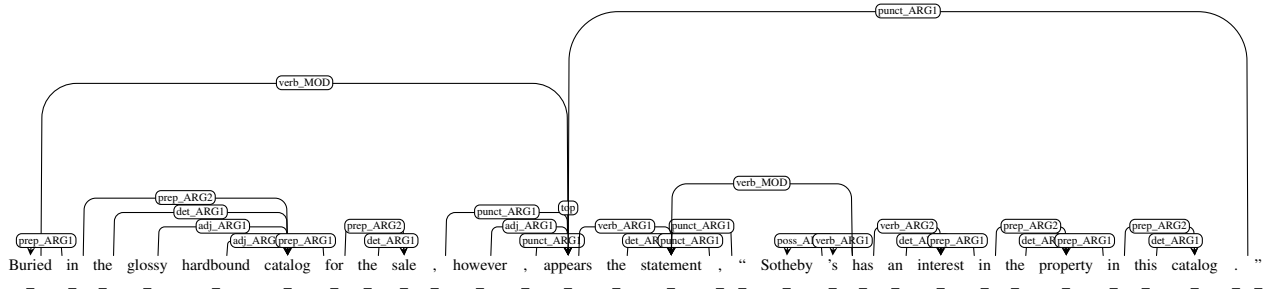 punct_ARG1
verb_MOD
verb_MOD
prep_ARG2
top
det_ARG1 punct_ARG1
adj_ARG1 prep_ARG2 adj_ARG1 verb_ARG1 punct_ARG1 verb_ARG2 prep_ARG2 prep_ARG2
prep_ARG1 prep_ARG1 det_ARG1 punct_ARG1 punct_ARG1 verb_ARG1 prep_ARG1 prep_ARG1 det_ARG1
Buried in the glossy hardbound catalog for the sale , however , appears the statement , “ Sotheby 's has an interest in the property in this catalog . ”
_ _ _ _ _ _ _ _ _ _ _ _ _ _ _ _ _ _ _ _ _ _ _ _ _ _ _ _ _